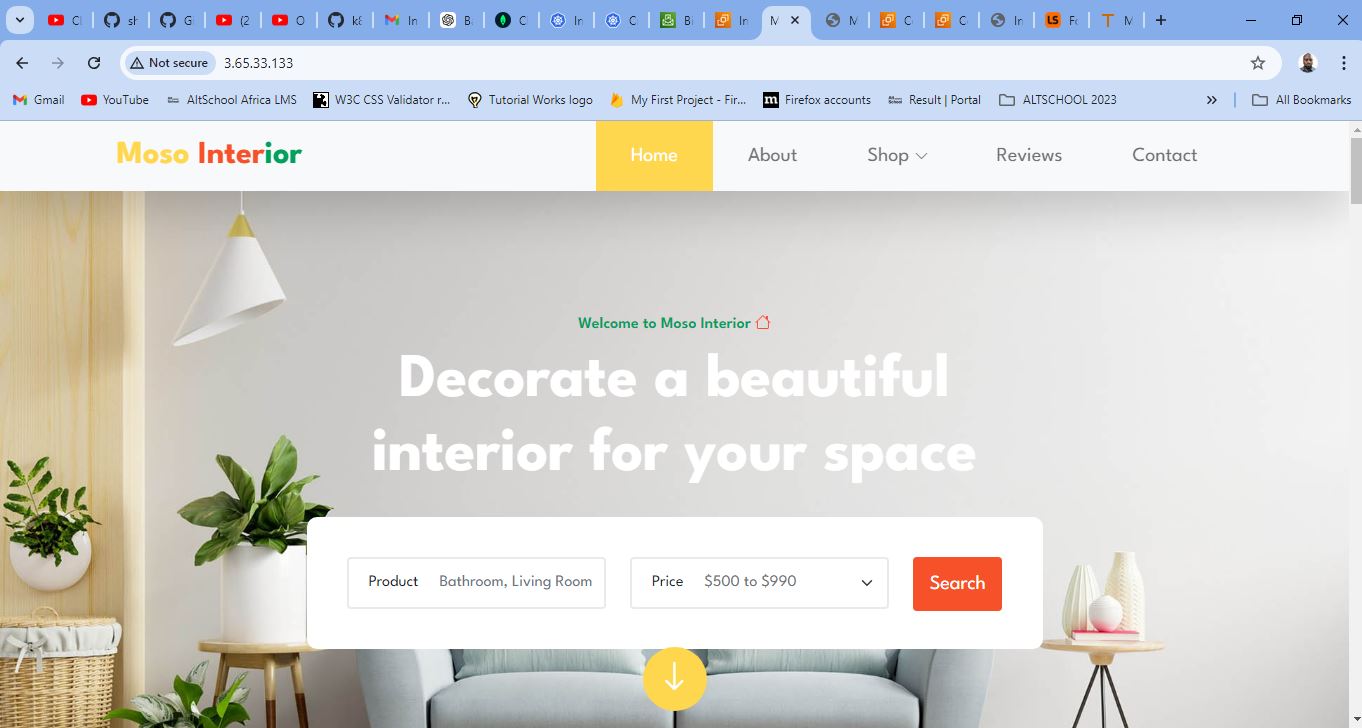 Cl
sh
Gi
(2
O
k8
In
Ba
C
In
C
Bi
In
M
M
C
C
In
Fo
M
Not secure 3.65.33.133
Gmail YouTube AltSchool Africa LMS W3C CSS Validator r... Tutorial Works logo My First Project - Fir... Firefox accounts Result | Portal ALTSCHOOL 2023 » All Bookmarks
Moso Interior Home About Shop Reviews Contact
Welcome to Moso Interior
Decorate a beautiful
interior for your space
Product Bathroom, Living Room Price $500 to $990 Search